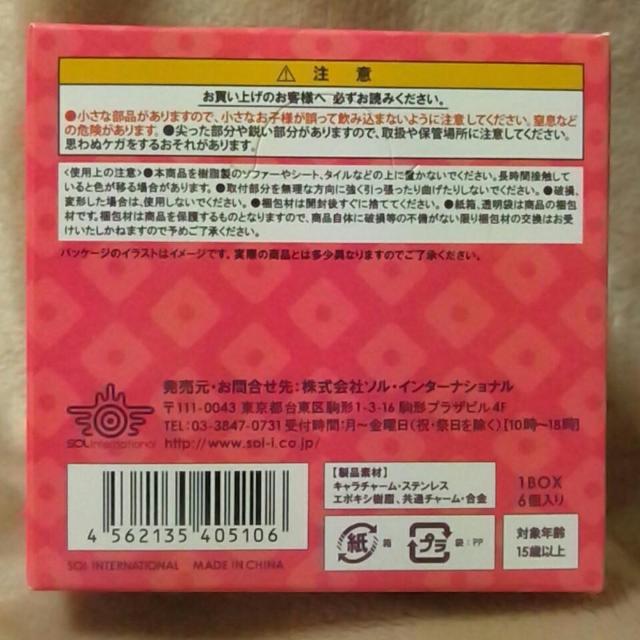 ⚠ 注 意
お買い上げのお客様へ 必ずお読みください。
●小さな部品がありますので、小さなお子様が誤って飲み込まないように注意してください。窒息など
の危険があります。●尖った部分や鋭い部分がありますので、取扱や保管場所に注意してください。
思わぬケガをするおそれがあります。
〈使用上の注意〉●本商品を樹脂製のソファーやシート、タイルなどの上に置かないでください。長時間接触して
いると色が移る場合があります。●取付部分を無理な方向に強く引っ張ったり曲げたりしないでください。●破損、
変形した場合は、使用しないでください。●梱包材は開封後すぐに捨ててください。●紙箱、透明袋は商品の梱包
材です。梱包材は商品を保護するものとなりますので、商品自体に破損等の不備がない限り梱包材の交換はお受
けいたしかねますので予めご了承ください。
パッケージのイラストはイメージです。実際の商品とは多少異なりますのでご了承ください。
発売元・お問合せ先：株式会社ソル・インターナショナル
〒111-0043 東京都台東区駒形1-3-16 駒形プラザビル4F
TEL：03-3847-0731 受付時間：月〜金曜日（祝・祭日を除く）【10時〜18時】
http://www.sol-i.co.jp/
SOL International
4 562135 405106
SOL INTERNATIONAL MADE IN CHINA
【製品素材】
キャラチャーム・ステンレス
エポキシ樹脂、共通チャーム・合金
1BOX
6個入り
紙 箱
プラ 袋：PP
対象年齢
15歳以上